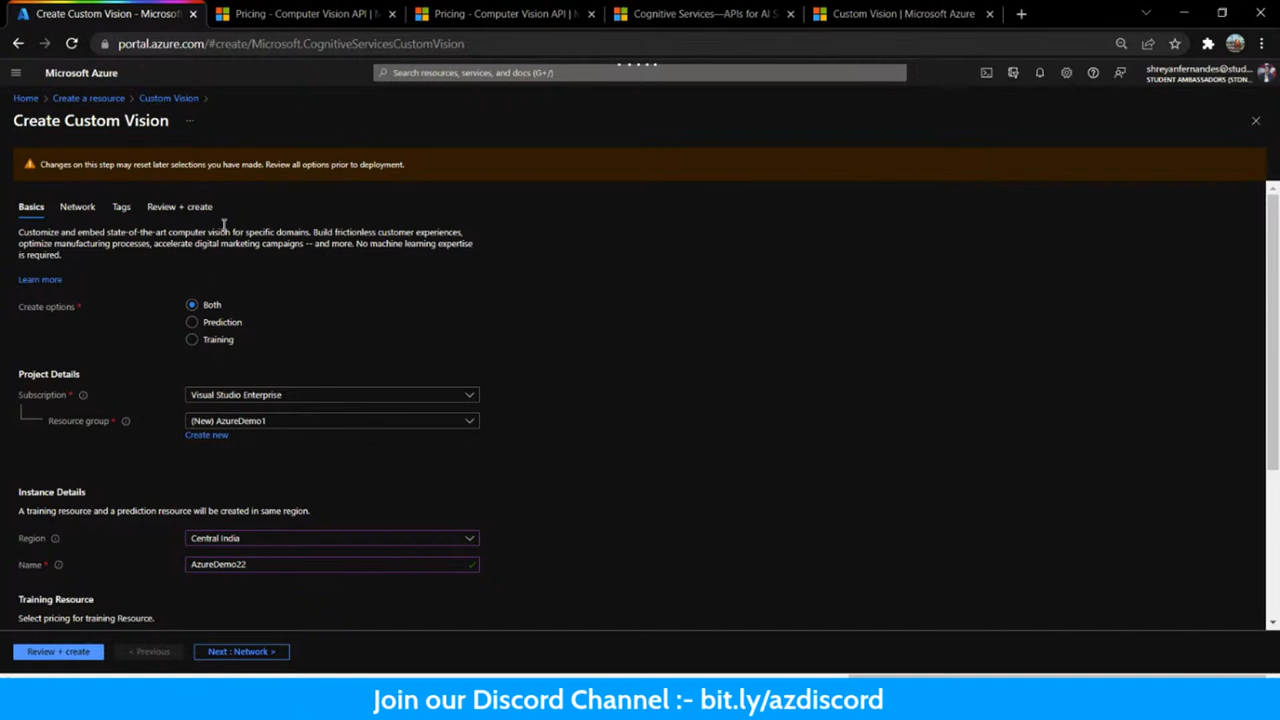 Create Custom Vision - Microsoft
Pricing - Computer Vision API |
Pricing - Computer Vision API |
Cognitive Services—APIs for AI S
Custom Vision | Microsoft Azure
portal.azure.com/#create/Microsoft.CognitiveServicesCustomVision
Microsoft Azure
Search resources, services, and docs (G+/)
shreyanfernandes@stud...
STUDENT AMBASSADORS (STDN...
Home > Create a resource > Custom Vision >
Create Custom Vision ...
Changes on this step may reset later selections you have made. Review all options prior to deployment.
Basics Network Tags Review + create
Customize and embed state-of-the-art computer vision for specific domains. Build frictionless customer experiences,
optimize manufacturing processes, accelerate digital marketing campaigns -- and more. No machine learning expertise
is required.
Learn more
Create options *
Both
Prediction
Training
Project Details
Subscription * Visual Studio Enterprise
Resource group * (New) AzureDemo1
Create new
Instance Details
A training resource and a prediction resource will be created in same region.
Region Central India
Name * AzureDemo22
Training Resource
Select pricing for training Resource.
Review + create < Previous Next : Network >
Join our Discord Channel :- bit.ly/azdiscord